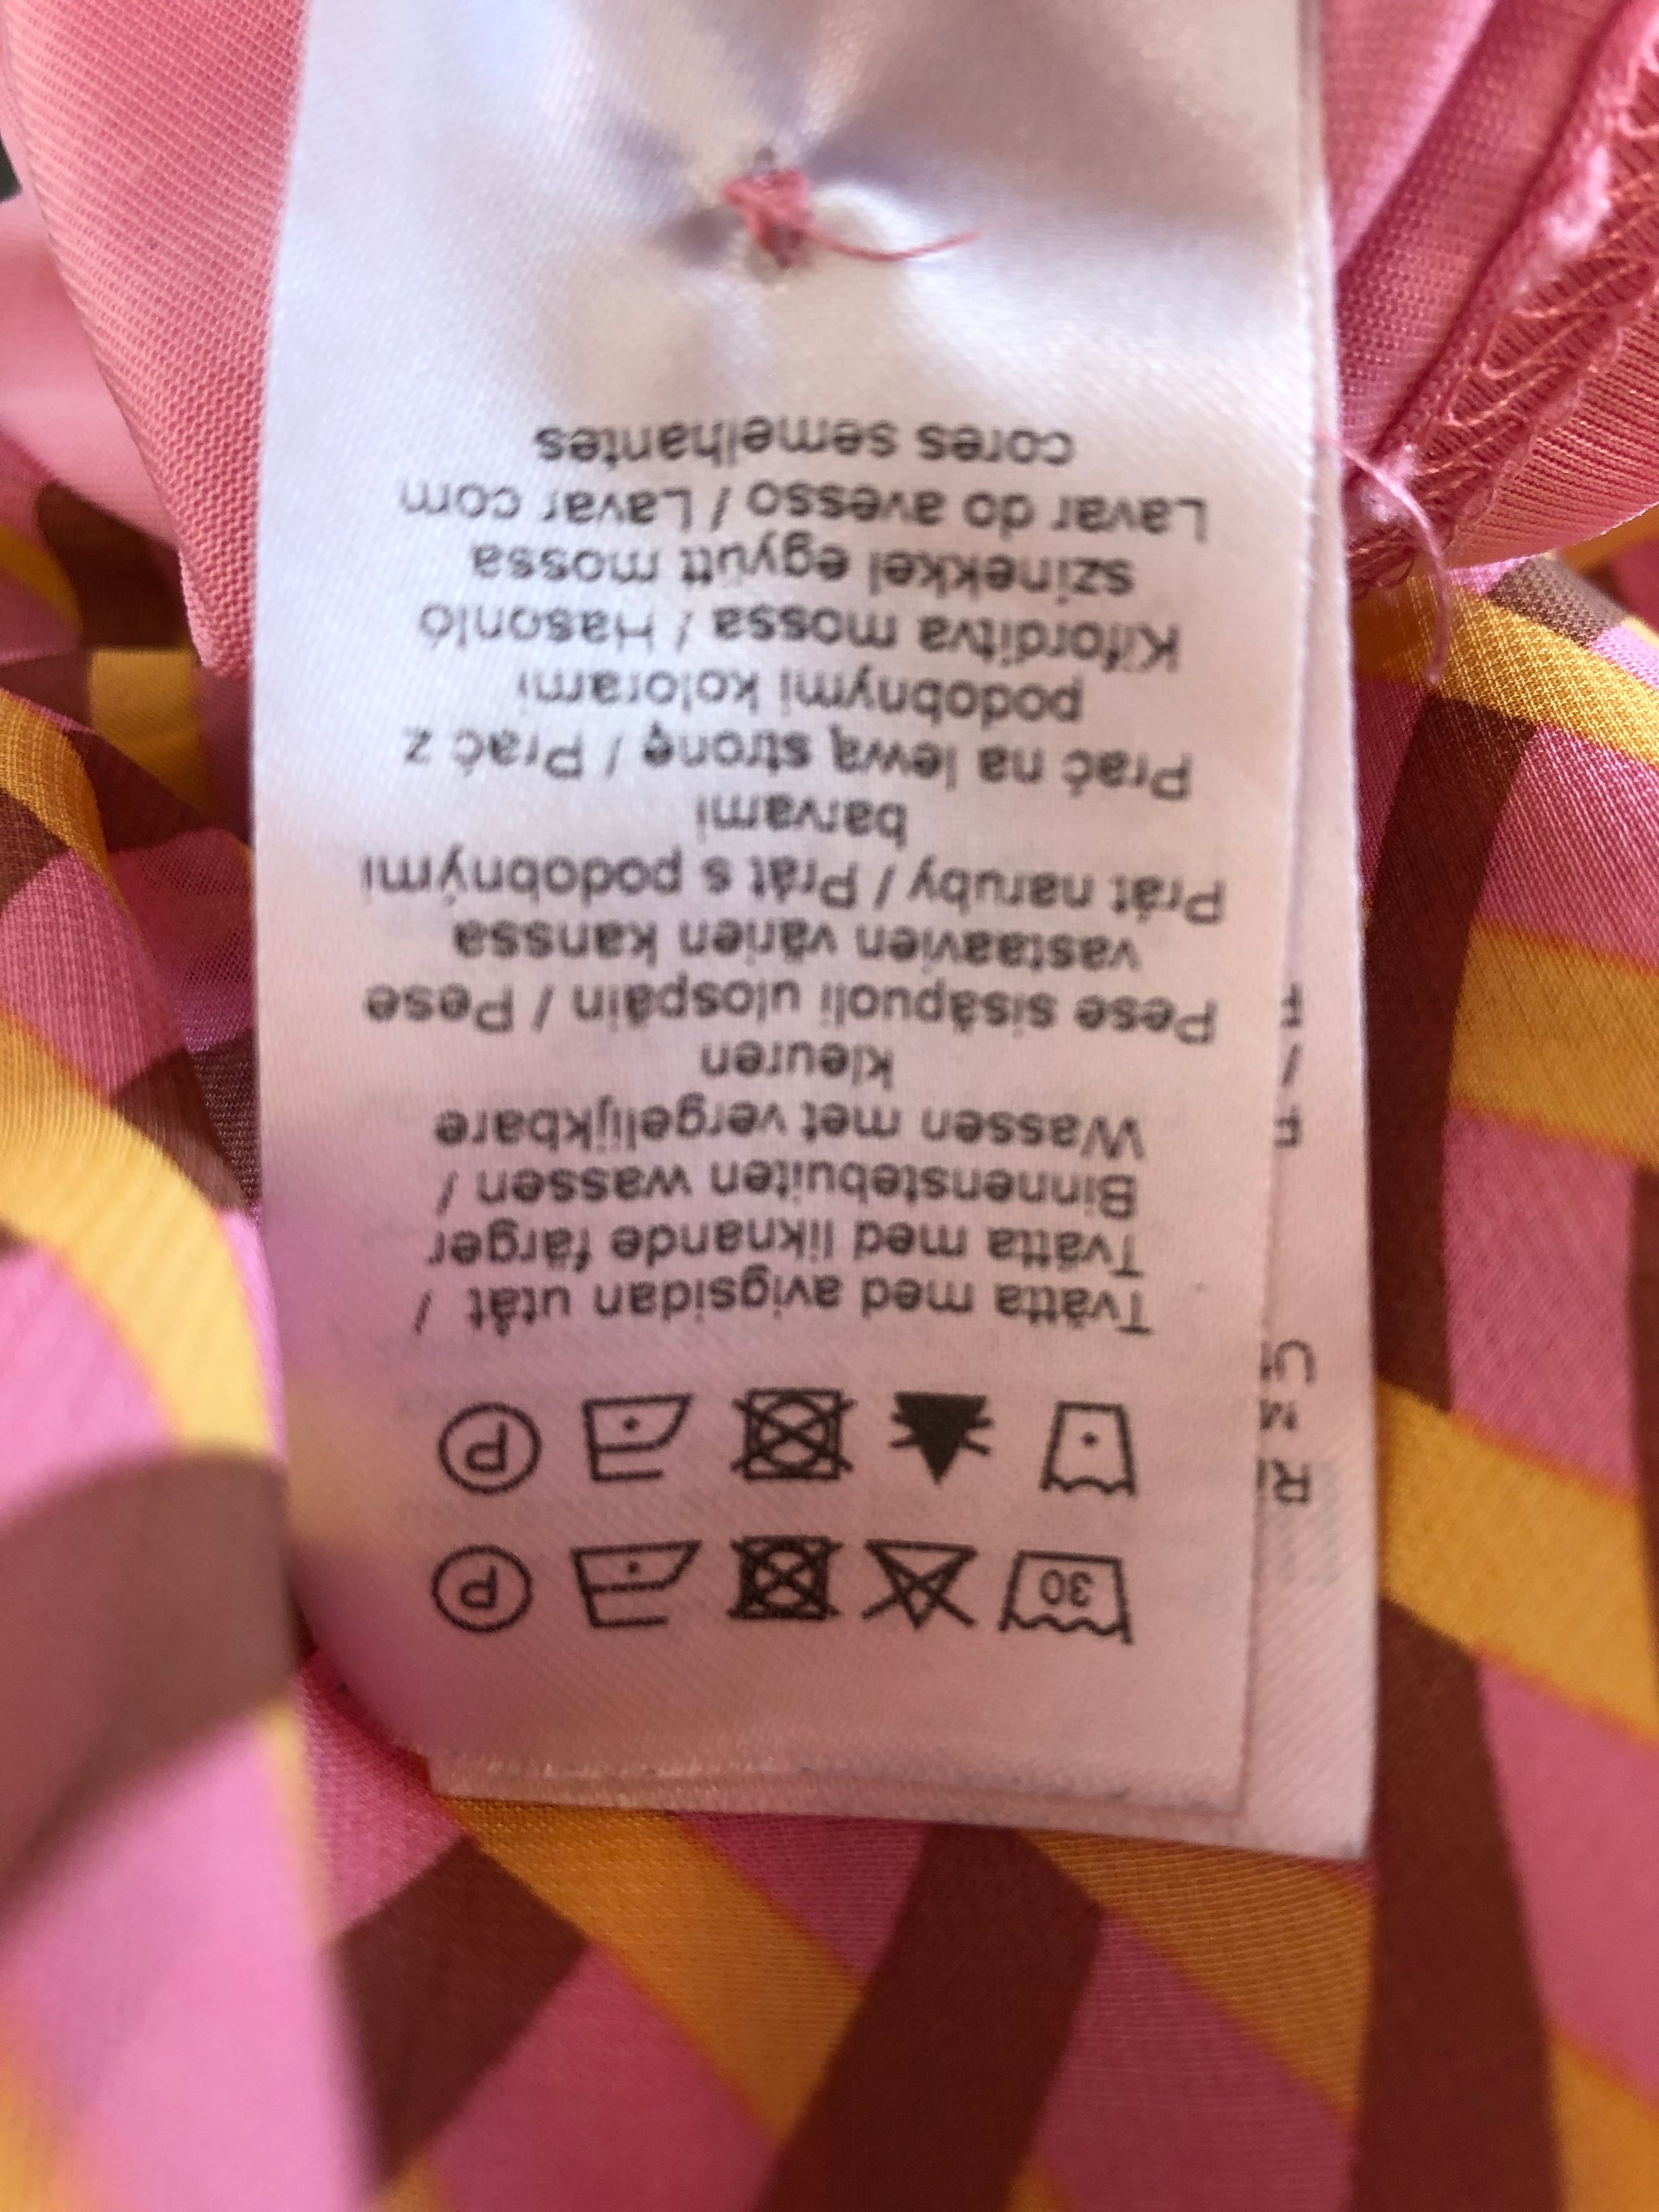 30 P
P
Tvätta med avigsidan utåt /
Tvätta med liknande färger
Binnenstebuiten wassen /
Wassen met vergelijkbare
kleuren
Pese sisäpuoli ulospäin / Pese
vastaavien värien kanssa
Prát naruby / Prát s podobnými
barvami
Prać na lewą stronę / Prać z
podobnymi kolorami
Kifordítva mossa / Hasonló
színekkel együtt mossa
Lavar do avesso / Lavar com
cores semelhantes